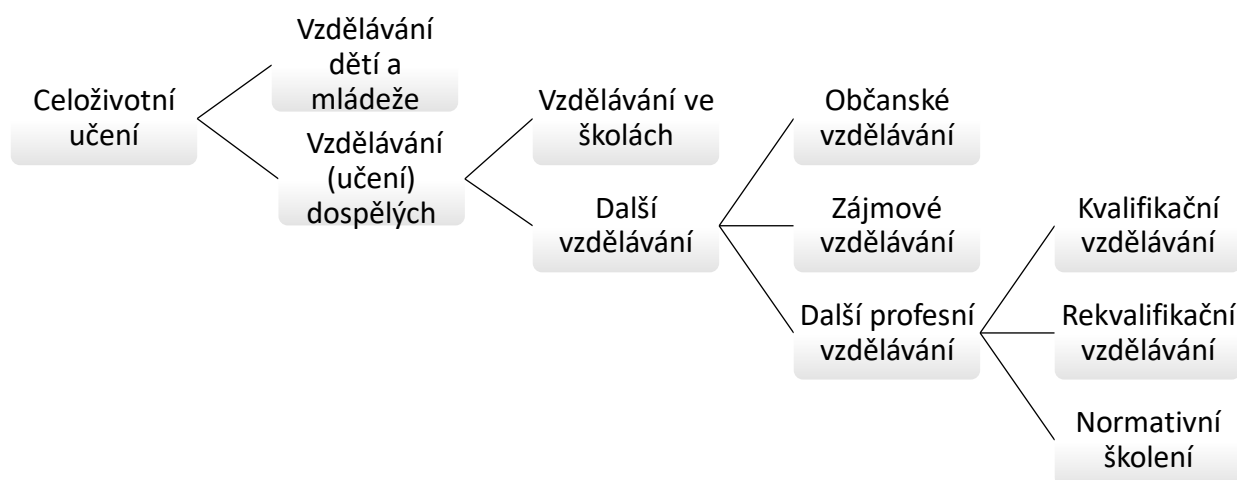 Celoživotní
učení
Vzdělávání
dětí a
mládeže
Vzdělávání
(učení)
dospělých
Vzdělávání ve
školách
Další
vzdělávání
Občanské
vzdělávání
Zájmové
vzdělávání
Další profesní
vzdělávání
Kvalifikační
vzdělávání
Rekvalifikační
vzdělávání
Normativní
školení